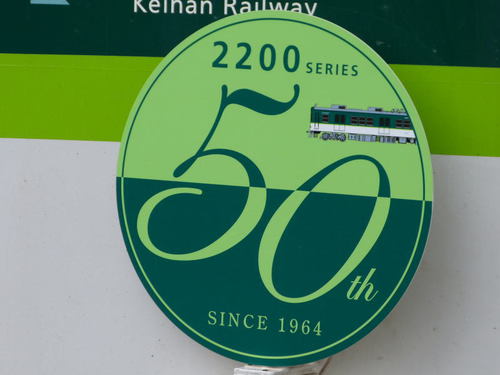 Keihan Railway
2200 SERIES
50th
SINCE 1964